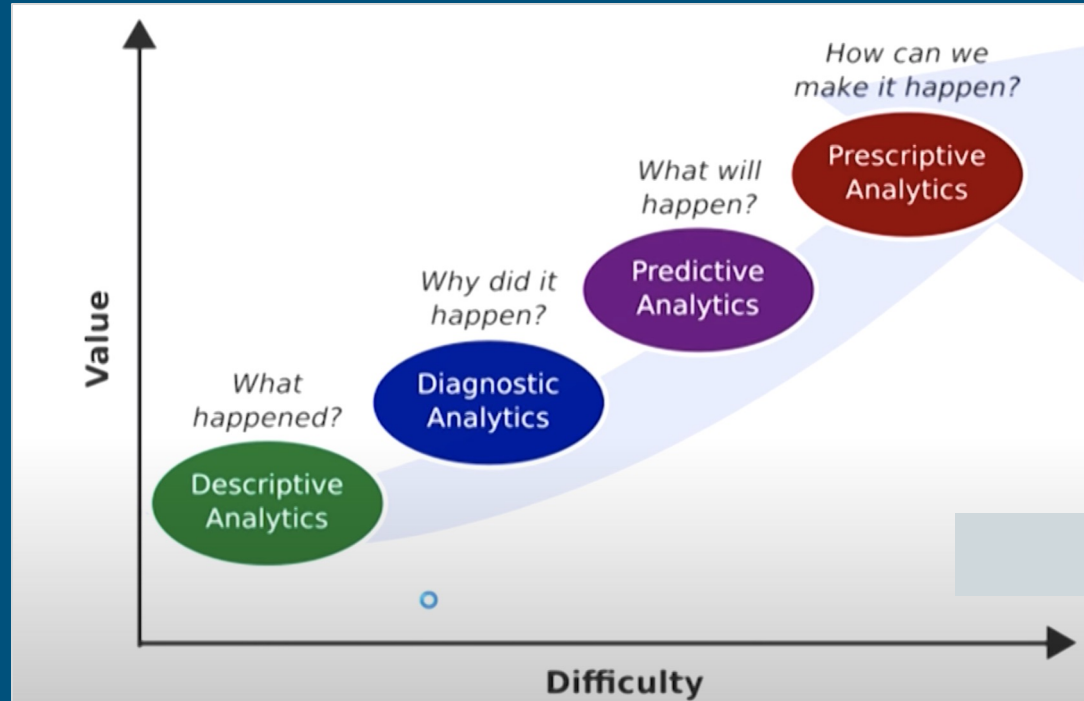 How can we
make it happen?
Prescriptive
Analytics
What will
happen?
Predictive
Analytics
Why did it
happen?
Diagnostic
Analytics
What
happened?
Descriptive
Analytics
Value
Difficulty